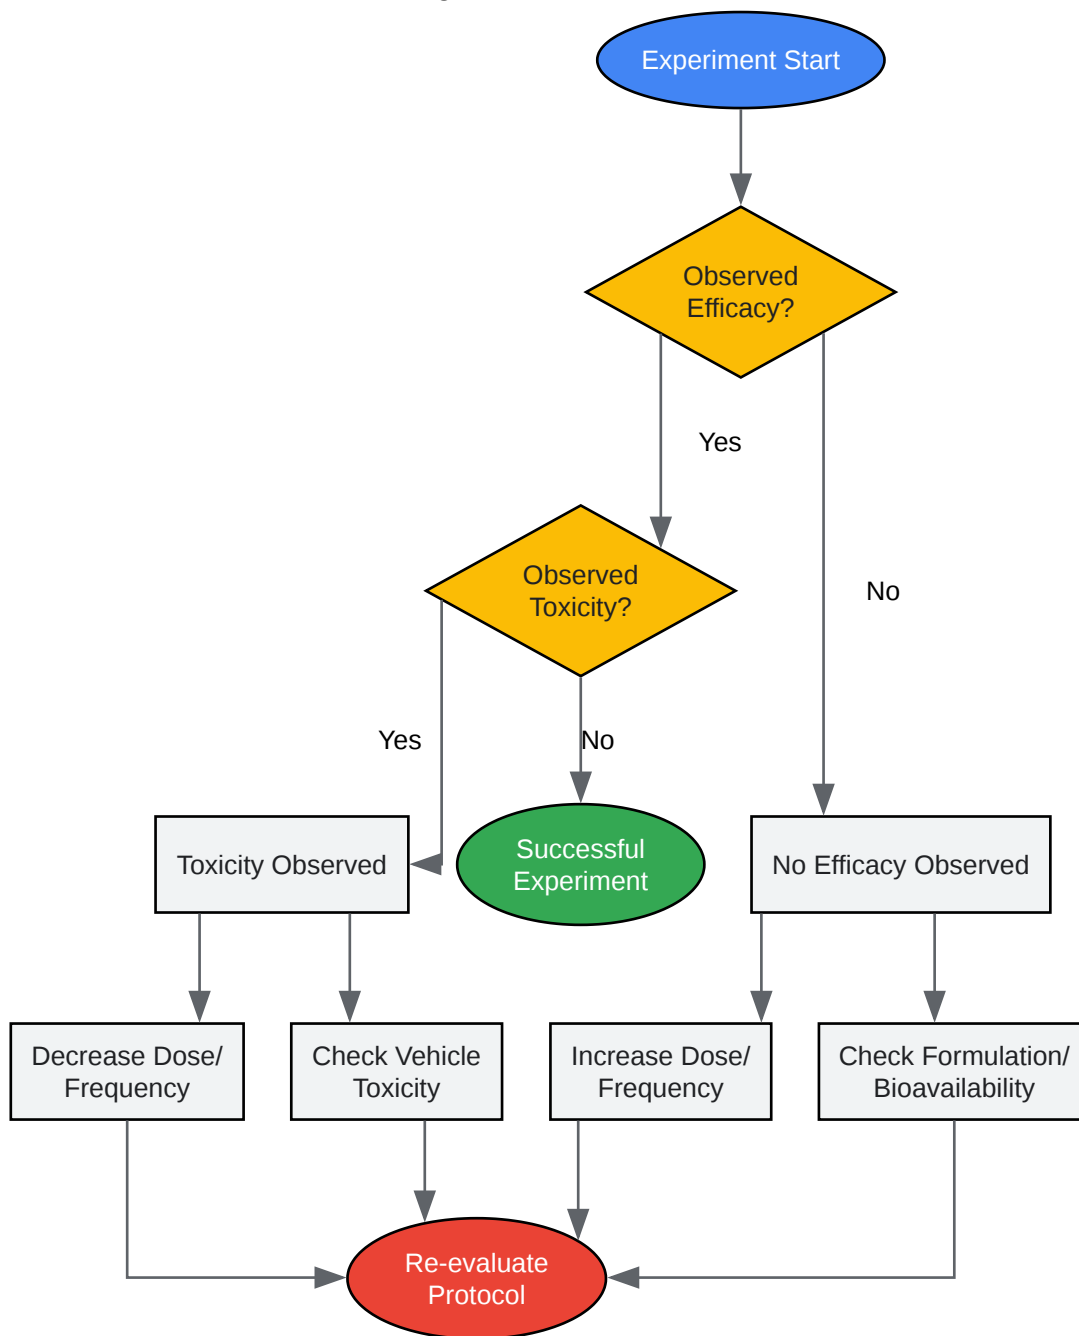 Experiment Start
Observed
Efficacy?
Yes
Observed
Toxicity?
No
Yes
No
Toxicity Observed
Successful
Experiment
No Efficacy Observed
Decrease Dose/
Frequency
Check Vehicle
Toxicity
Increase Dose/
Frequency
Check Formulation/
Bioavailability
Re-evaluate
Protocol